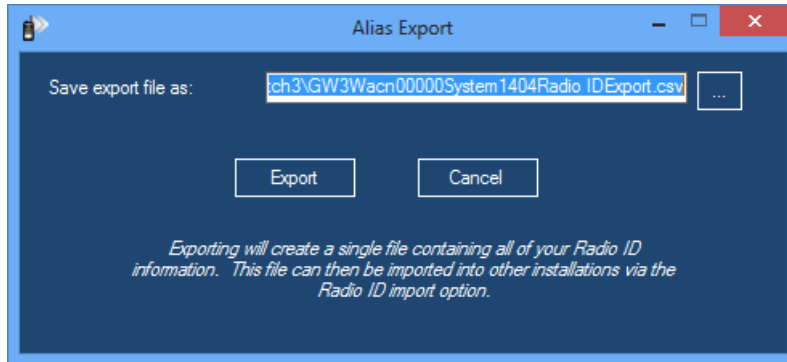 Alias Export
Save export file as: :ch3\GW3Wacn00000System1404Radio IDExport.csv ...
Export Cancel
Exporting will create a single file containing all of your Radio ID
information. This file can then be imported into other installations via the
Radio ID import option.